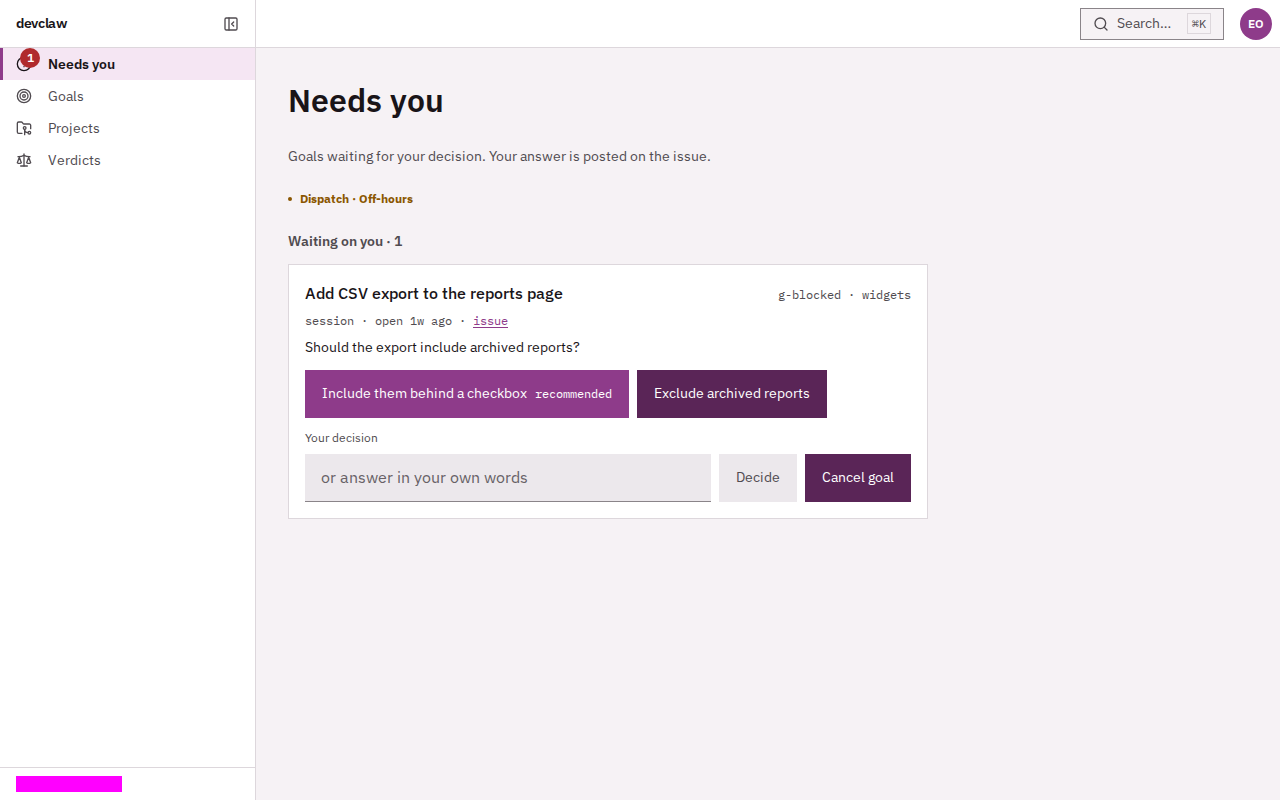 devclaw
Search... ⌘K
EO
1
Needs you
Goals
Projects
Verdicts
Needs you
Goals waiting for your decision. Your answer is posted on the issue.
• Dispatch · Off-hours
Waiting on you · 1
Add CSV export to the reports page
g-blocked · widgets
session · open 1w ago · issue
Should the export include archived reports?
Include them behind a checkbox recommended
Exclude archived reports
Your decision
or answer in your own words
Decide
Cancel goal